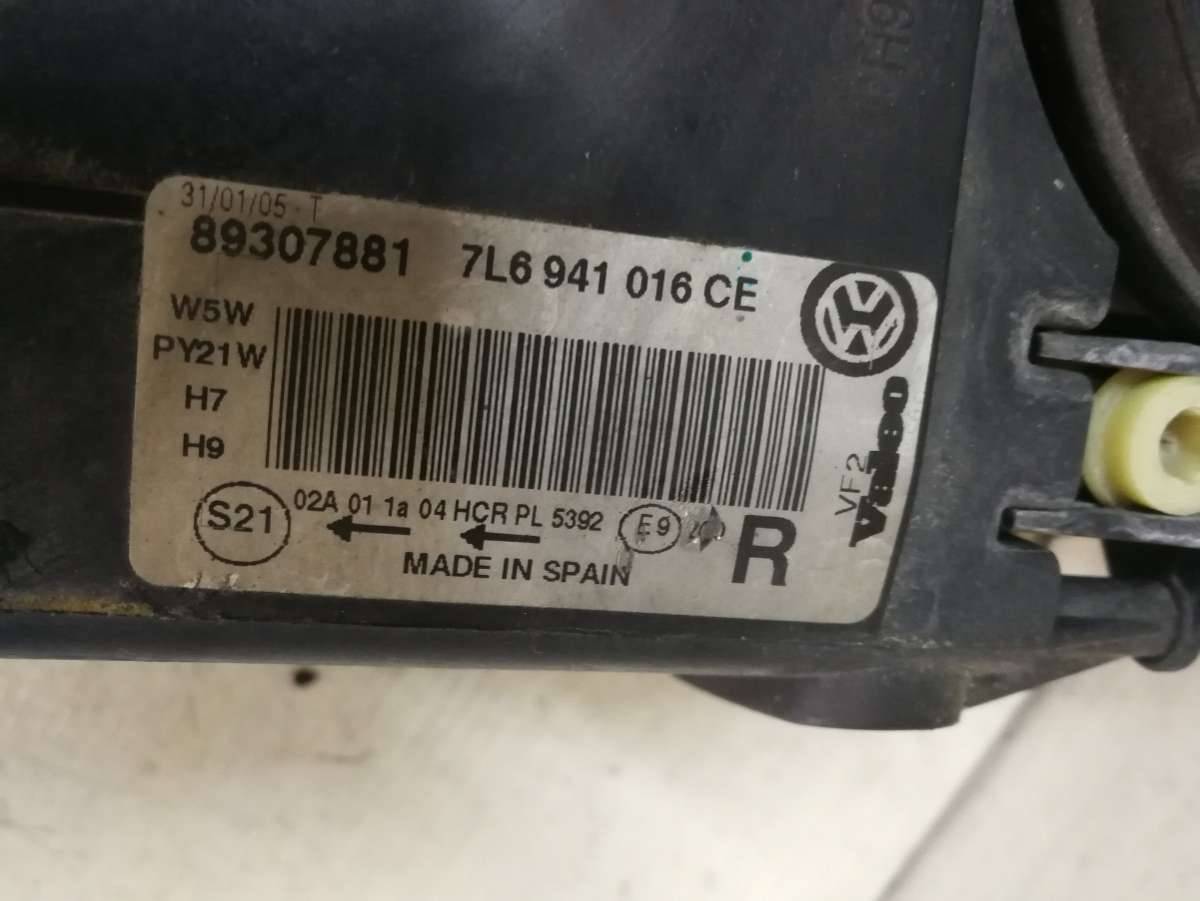 31/01/05 - T
89307881 7L6 941 016 CE
W5W
PY21W
H7
H9
VF2
Valeo
S21 02A 01 1a 04 HCR PL 5392 E9
R
MADE IN SPAIN